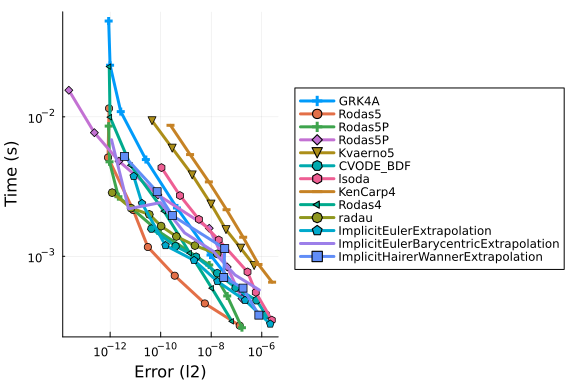 Time (s)
10⁻²
10⁻³
10⁻¹²
10⁻¹⁰
10⁻⁸
10⁻⁶
Error (l2)
GRK4A
Rodas5
Rodas5P
Rodas5P
Kvaerno5
CVODE_BDF
lsoda
KenCarp4
Rodas4
radau
ImplicitEulerExtrapolation
ImplicitEulerBarycentricExtrapolation
ImplicitHairerWannerExtrapolation